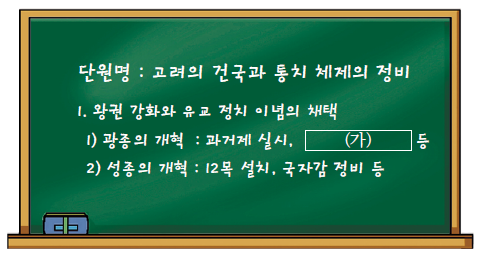 단원명 : 고려의 건국과 통치 체제의 정비
1. 왕권 강화와 유교 정치 이념의 채택
1) 광종의 개혁 : 과거제 실시, (가) 등
2) 성종의 개혁 : 12목 설치, 국자감 정비 등